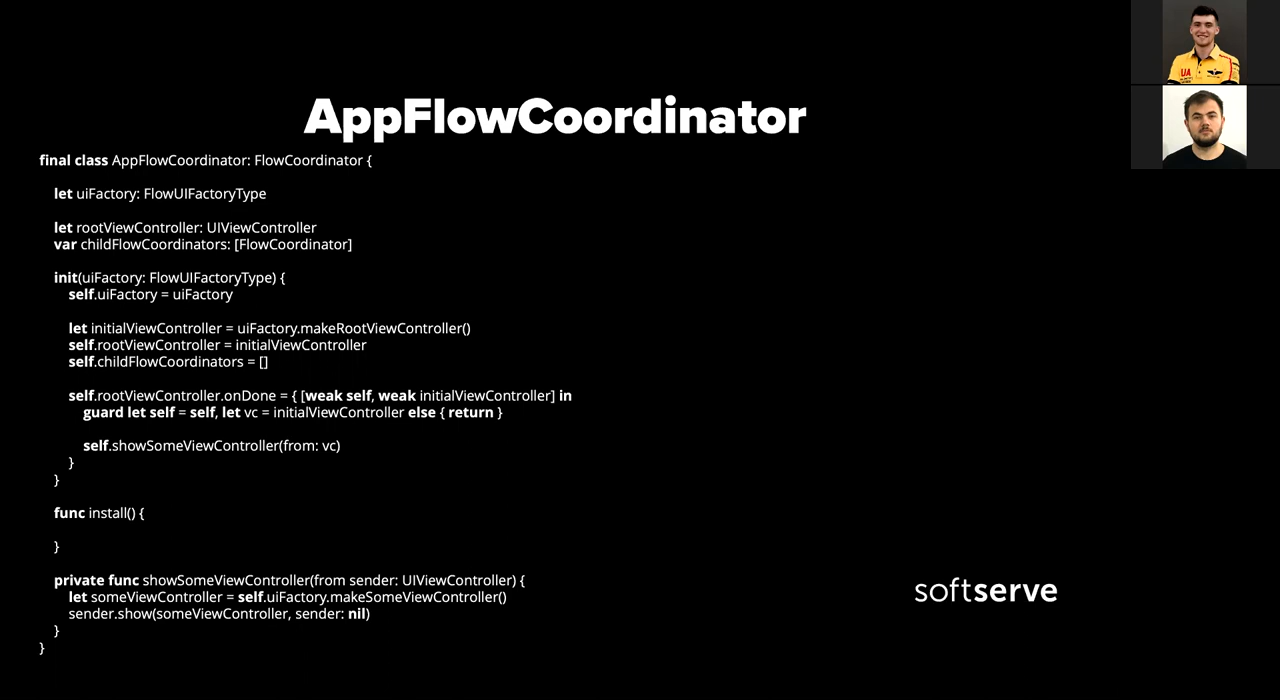 AppFlowCoordinator
final class AppFlowCoordinator: FlowCoordinator {
let uiFactory: FlowUIFactoryType
let rootViewController: UIViewController
var childFlowCoordinators: [FlowCoordinator]
init(uiFactory: FlowUIFactoryType) {
self.uiFactory = uiFactory
let initialViewController = uiFactory.makeRootViewController()
self.rootViewController = initialViewController
self.childFlowCoordinators = []
self.rootViewController.onDone = { [weak self, weak initialViewController] in
guard let self = self, let vc = initialViewController else { return }
self.showSomeViewController(from: vc)
}
}
func install() {
}
private func showSomeViewController(from sender: UIViewController) {
let someViewController = self.uiFactory.makeSomeViewController()
sender.show(someViewController, sender: nil)
}
}
softserve
UA